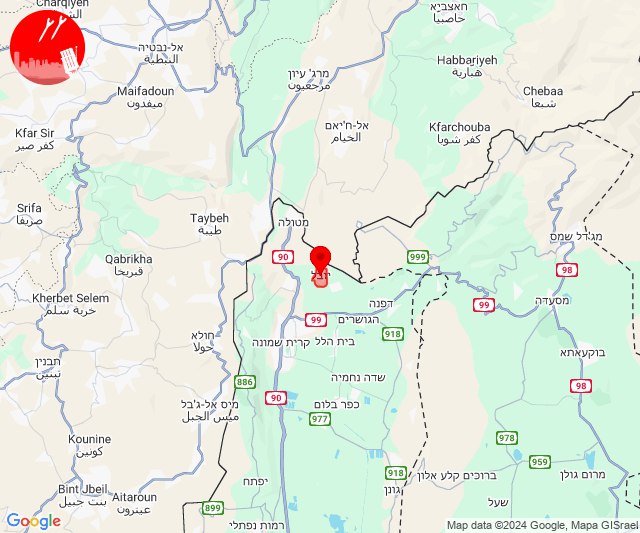 Charqiyeh
الشرقية
חאצבייא
حاصبيا
אל-נבטיה
النبطية
Habbariyeh
هبارية
מרג' עיון
مرجعيون
Maifadoun
ميفدون
Chebaa
شبعا
אל-ח'יאם
الخيام
Kfarchouba
كفر شوبا
Kfar Sir
كفر صير
Srifa
صريفا
Taybeh
طيبة
מטולה
מג'דל שמס
90
999
98
Qabrikha
قبريخا
יובל
Kherbet Selem
خربة سلم
דפנה
99
מסעדה
99
הגושרים
918
חולא
حولا
קרית שמונה
בית הלל
בוקעאתא
תבנין
تبنين
שדה נחמיה
886
98
90
מיס אל-ג'בל
ميس الجبل
כפר בלום
977
Kounine
كونين
978
959
918
ברוכים קלע אלון
מרום גולן
Bint Jbeil
بنت جبيل
Aitaroun
عيترون
יפתח
גונן
שעל
899
רמות נפתלי
Google
Map data ©2024 Google, Mapa GISrael